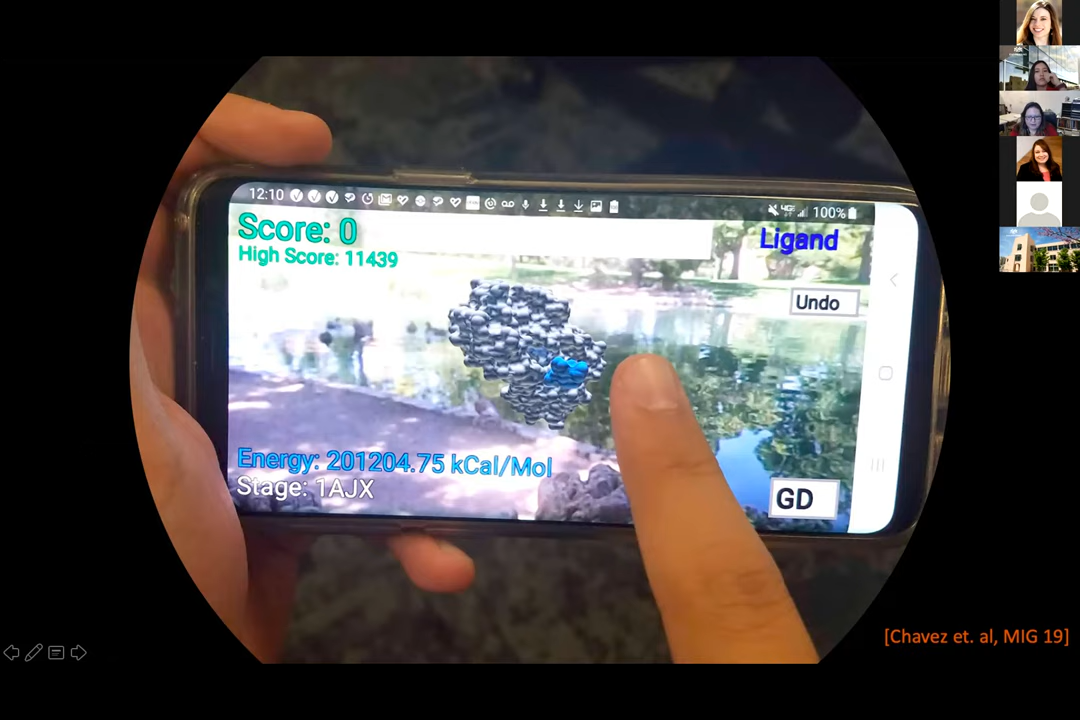 12:10
100%
Score: 0
High Score: 11439
Ligand
Undo
Energy: 201204.75 kCal/Mol
Stage: 1AJX
GD
[Chavez et. al, MIG 19]